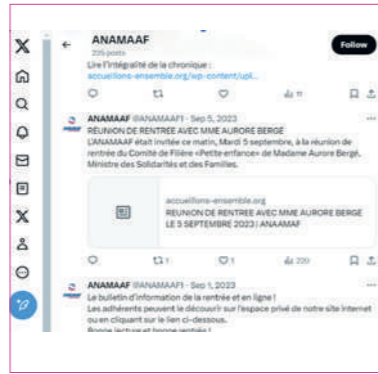 ANAMAAF
235 posts
Follow
Lire l'intégralité de la chronique :
accueillons-ensemble.org/wp-content/upl...
11
ANAMAAF @ANAMAAF1 · Sep 5, 2023
RÉUNION DE RENTREE AVEC MME AURORE BERGÉ
L'ANAMAAF était invitée ce matin, Mardi 5 septembre, à la réunion de
rentrée du Comité de Filière «Petite enfance» de Madame Aurore Bergé,
Ministre des Solidarités et des Familles.
accueillons-ensemble.org
REUNION DE RENTREE AVEC MME AURORE BERGE
LE 5 SEPTEMBRE 2023 | ANAAMAF
1 1 220
ANAMAAF @ANAMAAF1 · Sep 1, 2023
Le bulletin d'information de la rentrée et en ligne !
Les adhérents peuvent le découvrir sur l'espace privé de notre site internet
ou en cliquant sur le lien ci-dessous.
Bonne lecture et bonne rentrée !